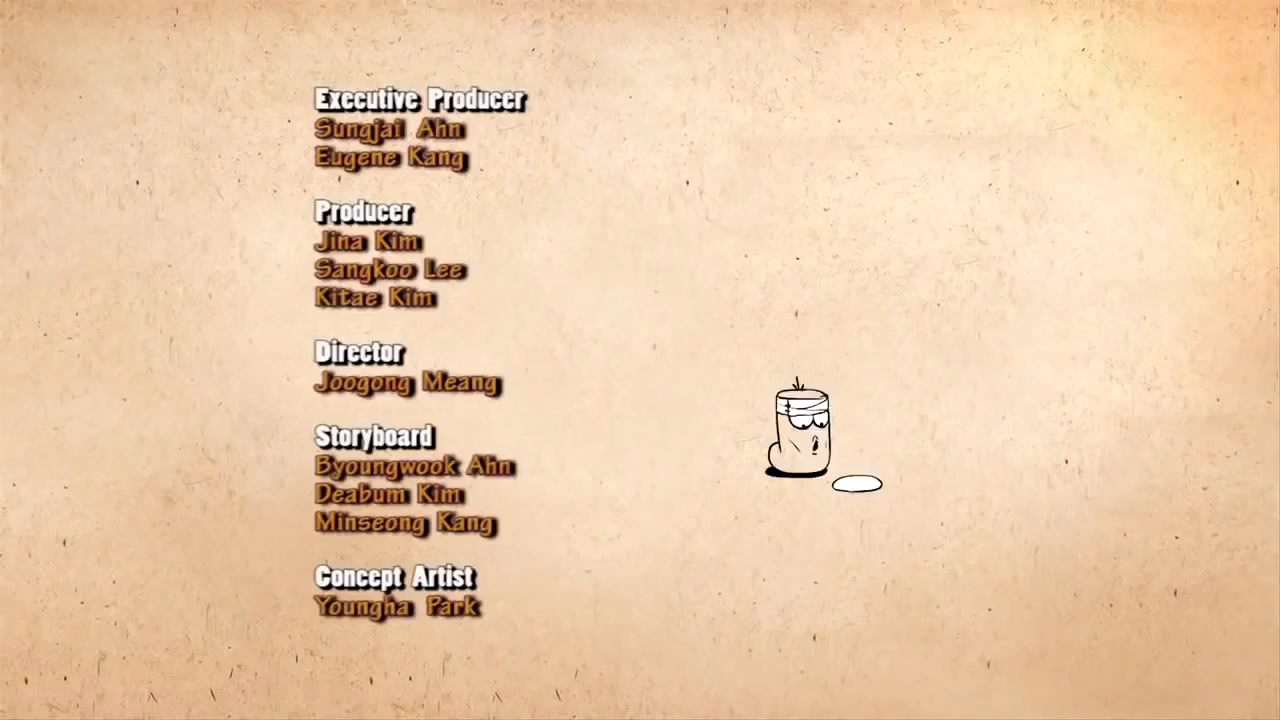 Executive Producer
Sungjai Ahn
Eugene Kang
Producer
Jina Kim
Sangkoo Lee
Kitae Kim
Director
Joogong Meang
Storyboard
Byoungwook Ahn
Deabum Kim
Minseong Kang
Concept Artist
Youngha Park